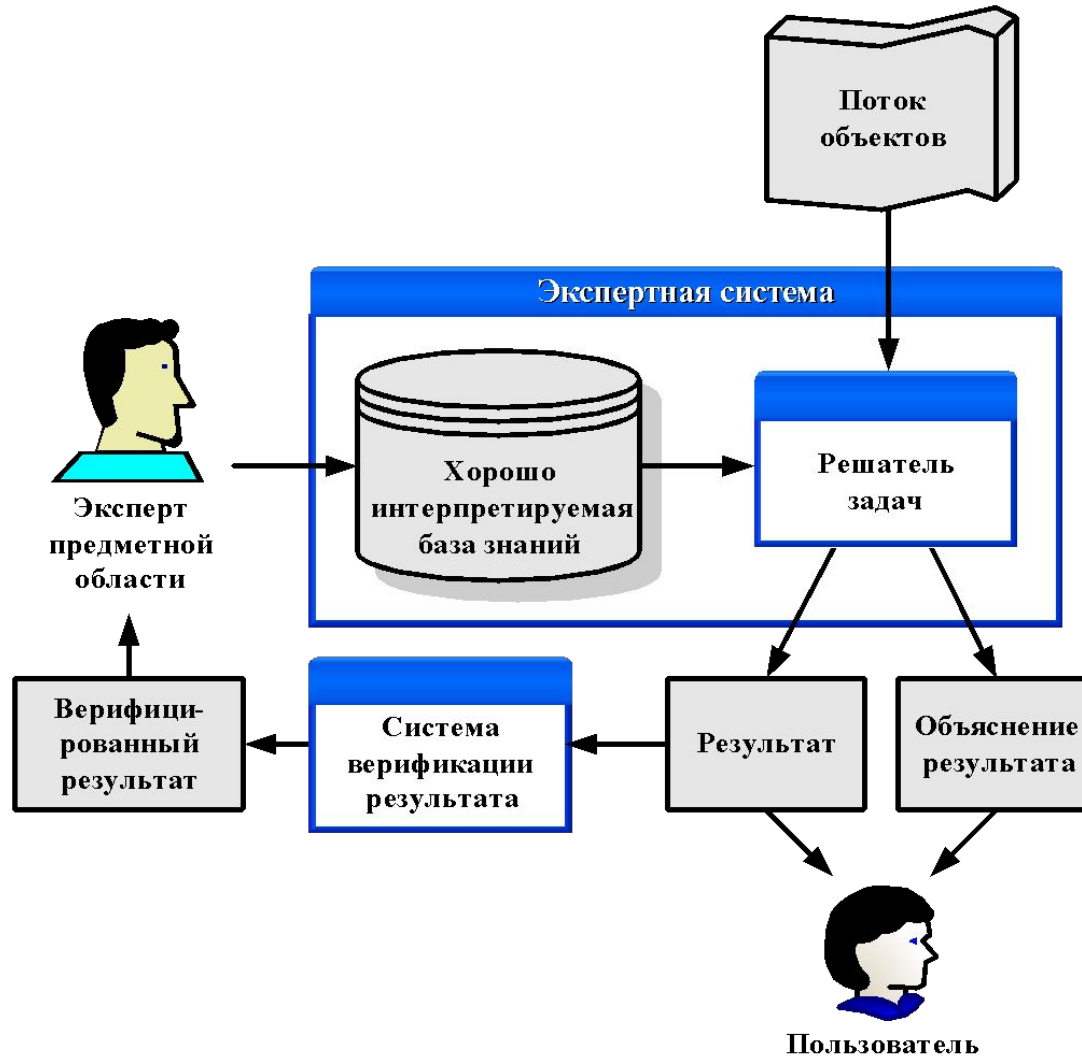 Поток
объектов
Экспертная система
Хорошо
интерпретируемая
база знаний
Решатель
задач
Эксперт
предметной
области
Верифици-
рованный
результат
Система
верификации
результата
Результат
Объяснение
результата
Пользователь